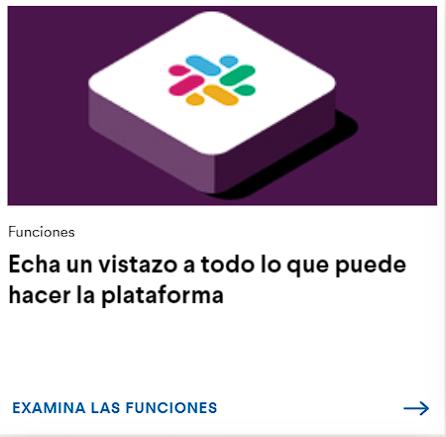 Funciones
Echa un vistazo a todo lo que puede
hacer la plataforma
EXAMINA LAS FUNCIONES